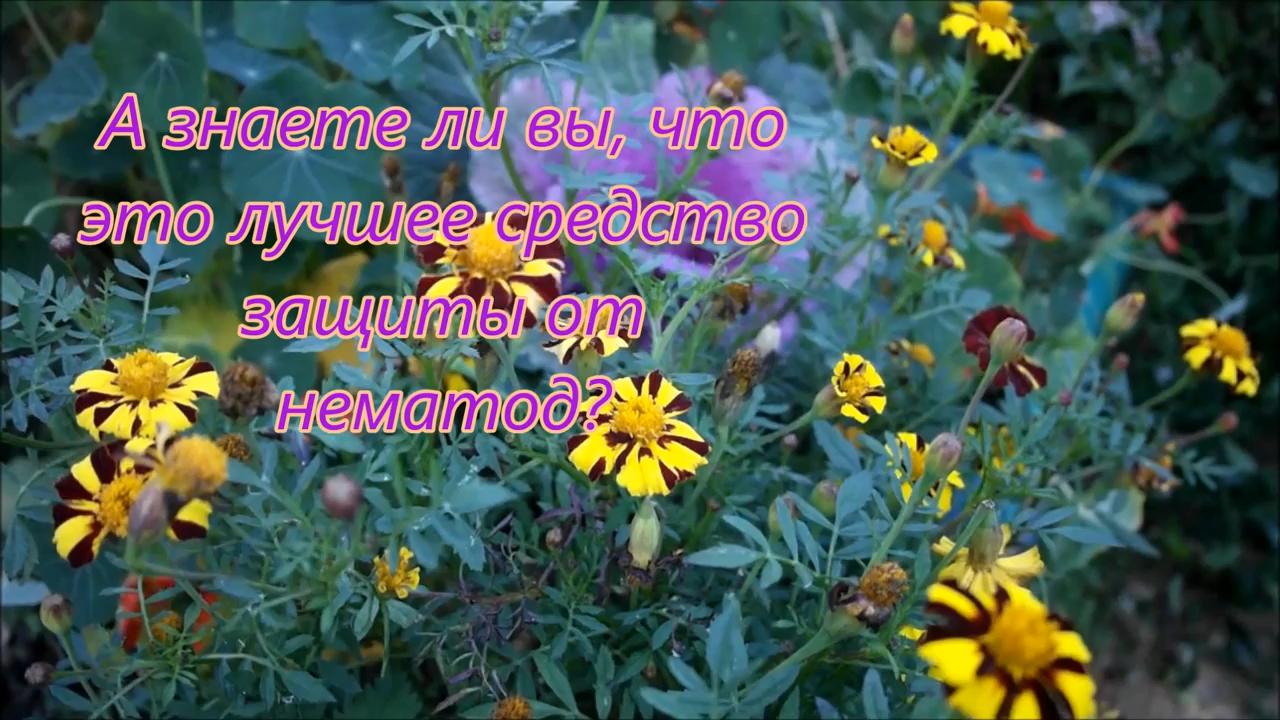 А знаете ли вы, что
это лучшее средство
защиты от
нематод?